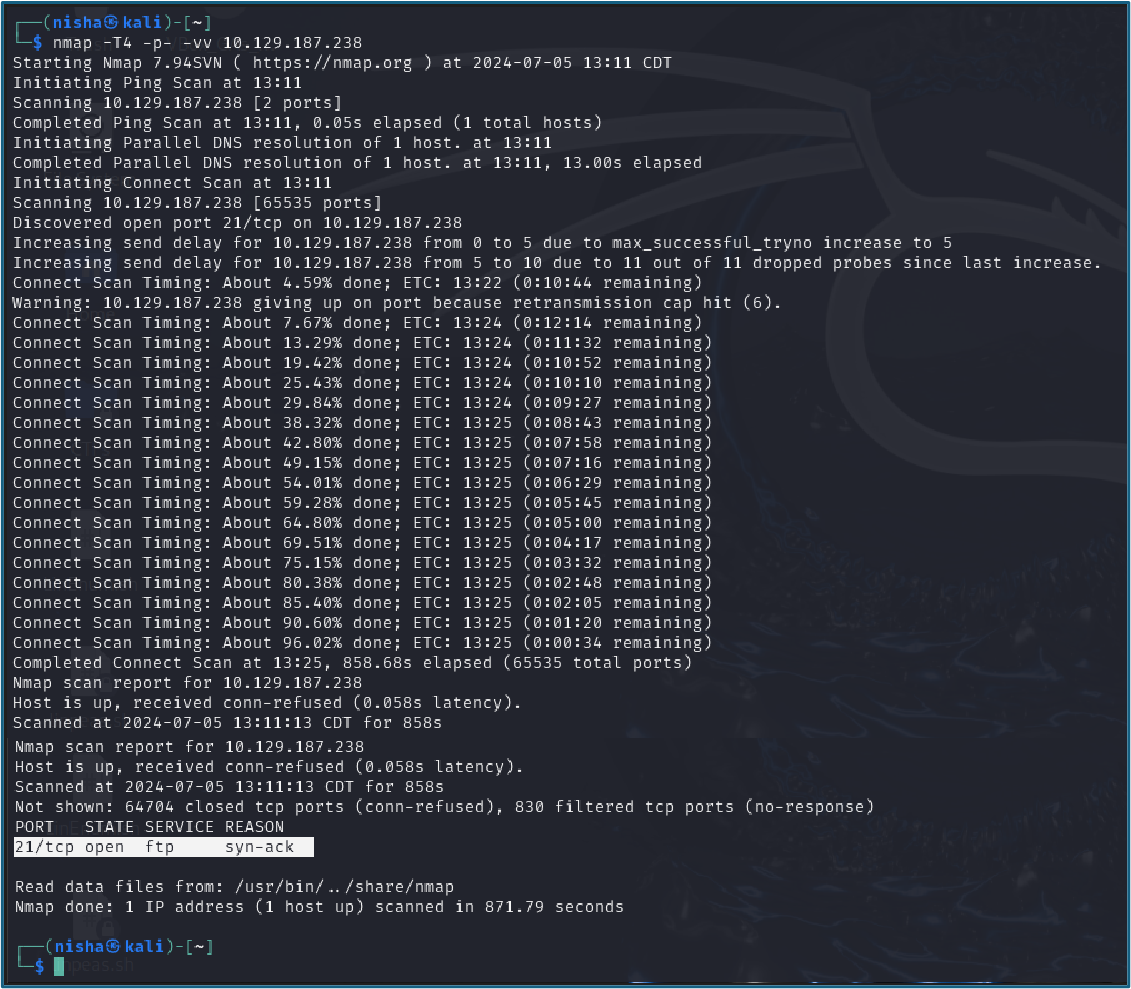 ┌──(nisha㉿kali)-[~]
└─$ nmap -T4 -p- -vv 10.129.187.238
Starting Nmap 7.94SVN ( https://nmap.org ) at 2024-07-05 13:11 CDT
Initiating Ping Scan at 13:11
Scanning 10.129.187.238 [2 ports]
Completed Ping Scan at 13:11, 0.05s elapsed (1 total hosts)
Initiating Parallel DNS resolution of 1 host. at 13:11
Completed Parallel DNS resolution of 1 host. at 13:11, 13.00s elapsed
Initiating Connect Scan at 13:11
Scanning 10.129.187.238 [65535 ports]
Discovered open port 21/tcp on 10.129.187.238
Increasing send delay for 10.129.187.238 from 0 to 5 due to max_successful_tryno increase to 5
Increasing send delay for 10.129.187.238 from 5 to 10 due to 11 out of 11 dropped probes since last increase.
Connect Scan Timing: About 4.59% done; ETC: 13:22 (0:10:44 remaining)
Warning: 10.129.187.238 giving up on port because retransmission cap hit (6).
Connect Scan Timing: About 7.67% done; ETC: 13:24 (0:12:14 remaining)
Connect Scan Timing: About 13.29% done; ETC: 13:24 (0:11:32 remaining)
Connect Scan Timing: About 19.42% done; ETC: 13:24 (0:10:52 remaining)
Connect Scan Timing: About 25.43% done; ETC: 13:24 (0:10:10 remaining)
Connect Scan Timing: About 29.84% done; ETC: 13:24 (0:09:27 remaining)
Connect Scan Timing: About 38.32% done; ETC: 13:25 (0:08:43 remaining)
Connect Scan Timing: About 42.80% done; ETC: 13:25 (0:07:58 remaining)
Connect Scan Timing: About 49.15% done; ETC: 13:25 (0:07:16 remaining)
Connect Scan Timing: About 54.01% done; ETC: 13:25 (0:06:29 remaining)
Connect Scan Timing: About 59.28% done; ETC: 13:25 (0:05:45 remaining)
Connect Scan Timing: About 64.80% done; ETC: 13:25 (0:05:00 remaining)
Connect Scan Timing: About 69.51% done; ETC: 13:25 (0:04:17 remaining)
Connect Scan Timing: About 75.15% done; ETC: 13:25 (0:03:32 remaining)
Connect Scan Timing: About 80.38% done; ETC: 13:25 (0:02:48 remaining)
Connect Scan Timing: About 85.40% done; ETC: 13:25 (0:02:05 remaining)
Connect Scan Timing: About 90.60% done; ETC: 13:25 (0:01:20 remaining)
Connect Scan Timing: About 96.02% done; ETC: 13:25 (0:00:34 remaining)
Completed Connect Scan at 13:25, 858.68s elapsed (65535 total ports)
Nmap scan report for 10.129.187.238
Host is up, received conn-refused (0.058s latency).
Scanned at 2024-07-05 13:11:13 CDT for 858s
Nmap scan report for 10.129.187.238
Host is up, received conn-refused (0.058s latency).
Scanned at 2024-07-05 13:11:13 CDT for 858s
Not shown: 64704 closed tcp ports (conn-refused), 830 filtered tcp ports (no-response)
PORT   STATE SERVICE REASON
21/tcp open  ftp     syn-ack
Read data files from: /usr/bin/../share/nmap
Nmap done: 1 IP address (1 host up) scanned in 871.79 seconds
┌──(nisha㉿kali)-[~]
└─$